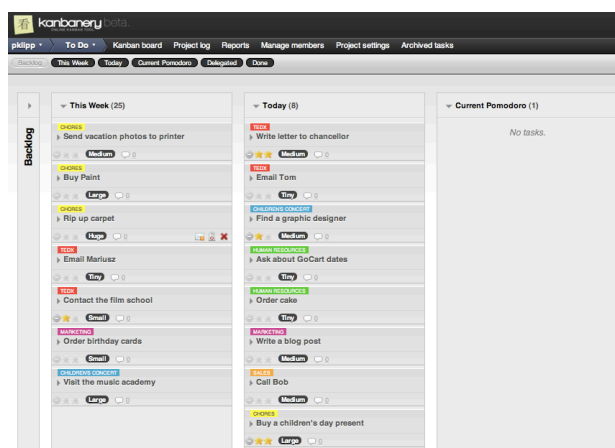 看 kanbanery beta.
ONLINE KANBAN TOOL
pklipp To Do Kanban board Project log Reports Manage members Project settings Archived tasks
Backlog This Week Today Current Pomodoro Delegated Done
Backlog
This Week (25)
CHORES
Send vacation photos to printer
Medium 0
CHORES
Buy Paint
Large 0
CHORES
Rip up carpet
Huge 0
TEDX
Email Mariusz
Tiny 0
TEDX
Contact the film school
Small 0
MARKETING
Order birthday cards
Small 0
CHILDREN'S CONCERT
Visit the music academy
Large 0
Today (8)
TEDX
Write letter to chancellor
Medium 0
TEDX
Email Tom
Tiny 0
CHILDREN'S CONCERT
Find a graphic designer
Medium 0
HUMAN RESOURCES
Ask about GoCart dates
Tiny 0
HUMAN RESOURCES
Order cake
Tiny 0
MARKETING
Write a blog post
Medium 0
SALES
Call Bob
Medium 0
CHORES
Buy a children's day present
Large 0
Current Pomodoro (1)
No tasks.